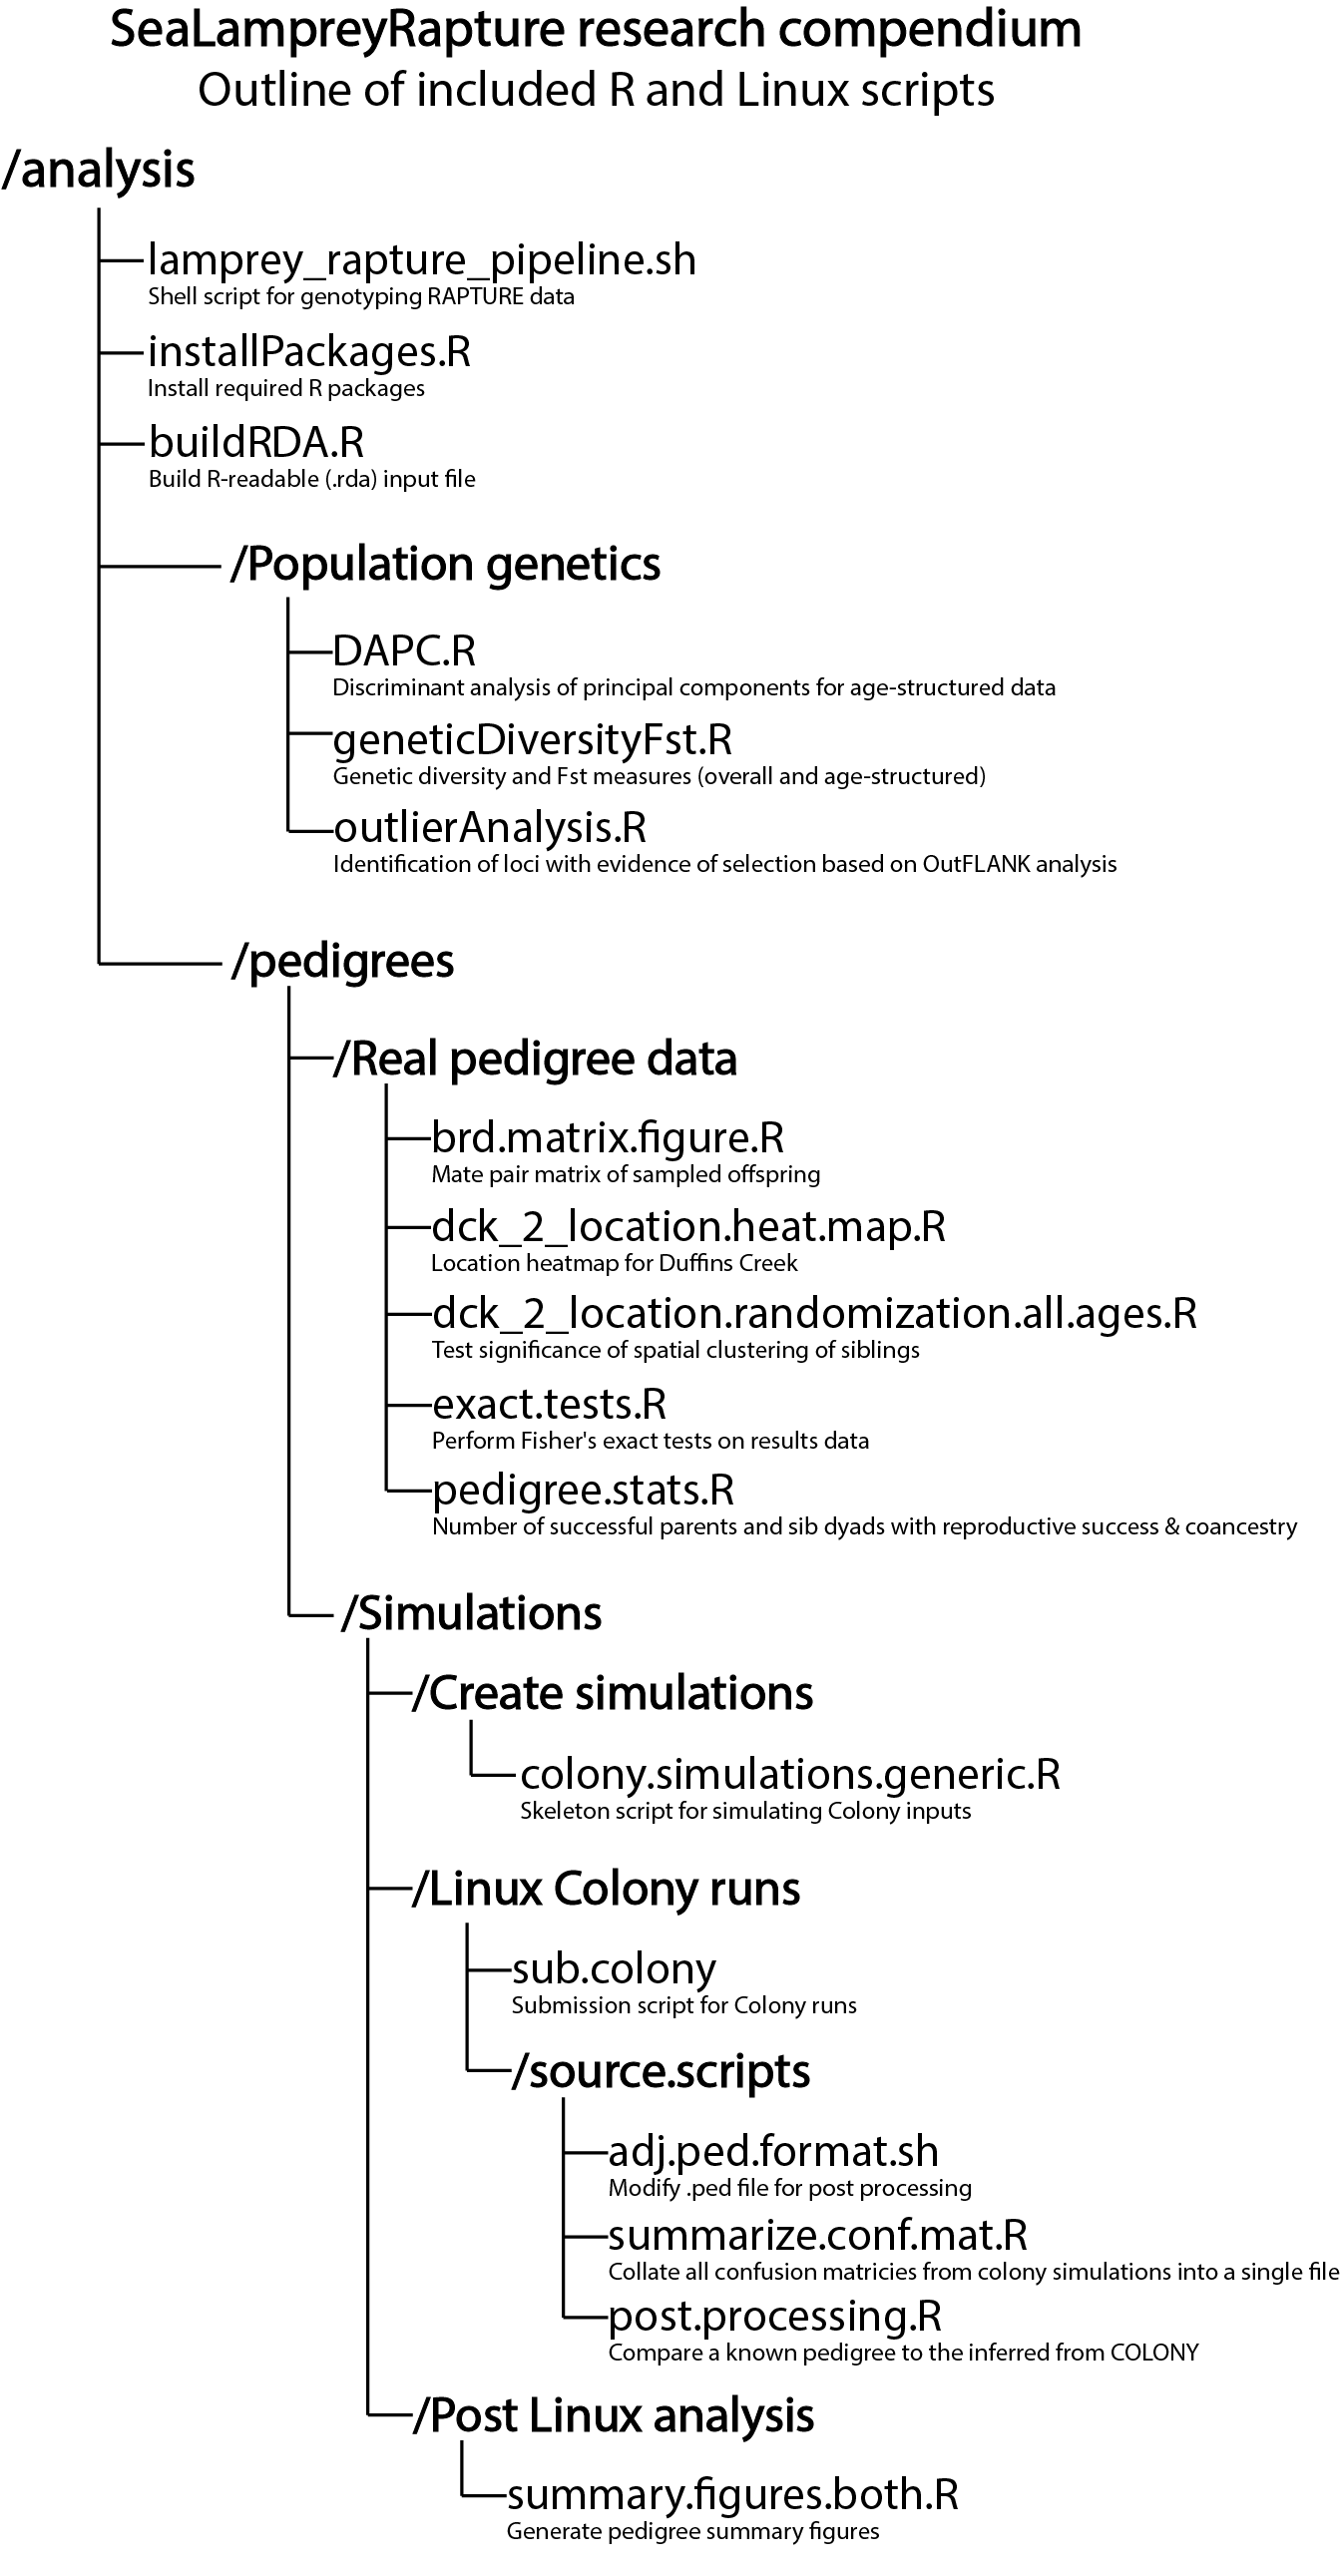 SeaLampreyRapture research compendium
Outline of included R and Linux scripts
/analysis
lamprey_rapture_pipeline.sh
Shell script for genotyping RAPTURE data
installPackages.R
Install required R packages
buildRDA.R
Build R-readable (.rda) input file
/Population genetics
DAPC.R
Discriminant analysis of principal components for age-structured data
geneticDiversityFst.R
Genetic diversity and Fst measures (overall and age-structured)
outlierAnalysis.R
Identification of loci with evidence of selection based on OutFLANK analysis
/pedigrees
/Real pedigree data
brd.matrix.figure.R
Mate pair matrix of sampled offspring
dck_2_location.heat.map.R
Location heatmap for Duffins Creek
dck_2_location.randomization.all.ages.R
Test significance of spatial clustering of siblings
exact.tests.R
Perform Fisher's exact tests on results data
pedigree.stats.R
Number of successful parents and sib dyads with reproductive success & coancestry
/Simulations
/Create simulations
colony.simulations.generic.R
Skeleton script for simulating Colony inputs
/Linux Colony runs
sub.colony
Submission script for Colony runs
/source.scripts
adj.ped.format.sh
Modify .ped file for post processing
summarize.conf.mat.R
Collate all confusion matricies from colony simulations into a single file
post.processing.R
Compare a known pedigree to the inferred from COLONY
/Post Linux analysis
summary.figures.both.R
Generate pedigree summary figures